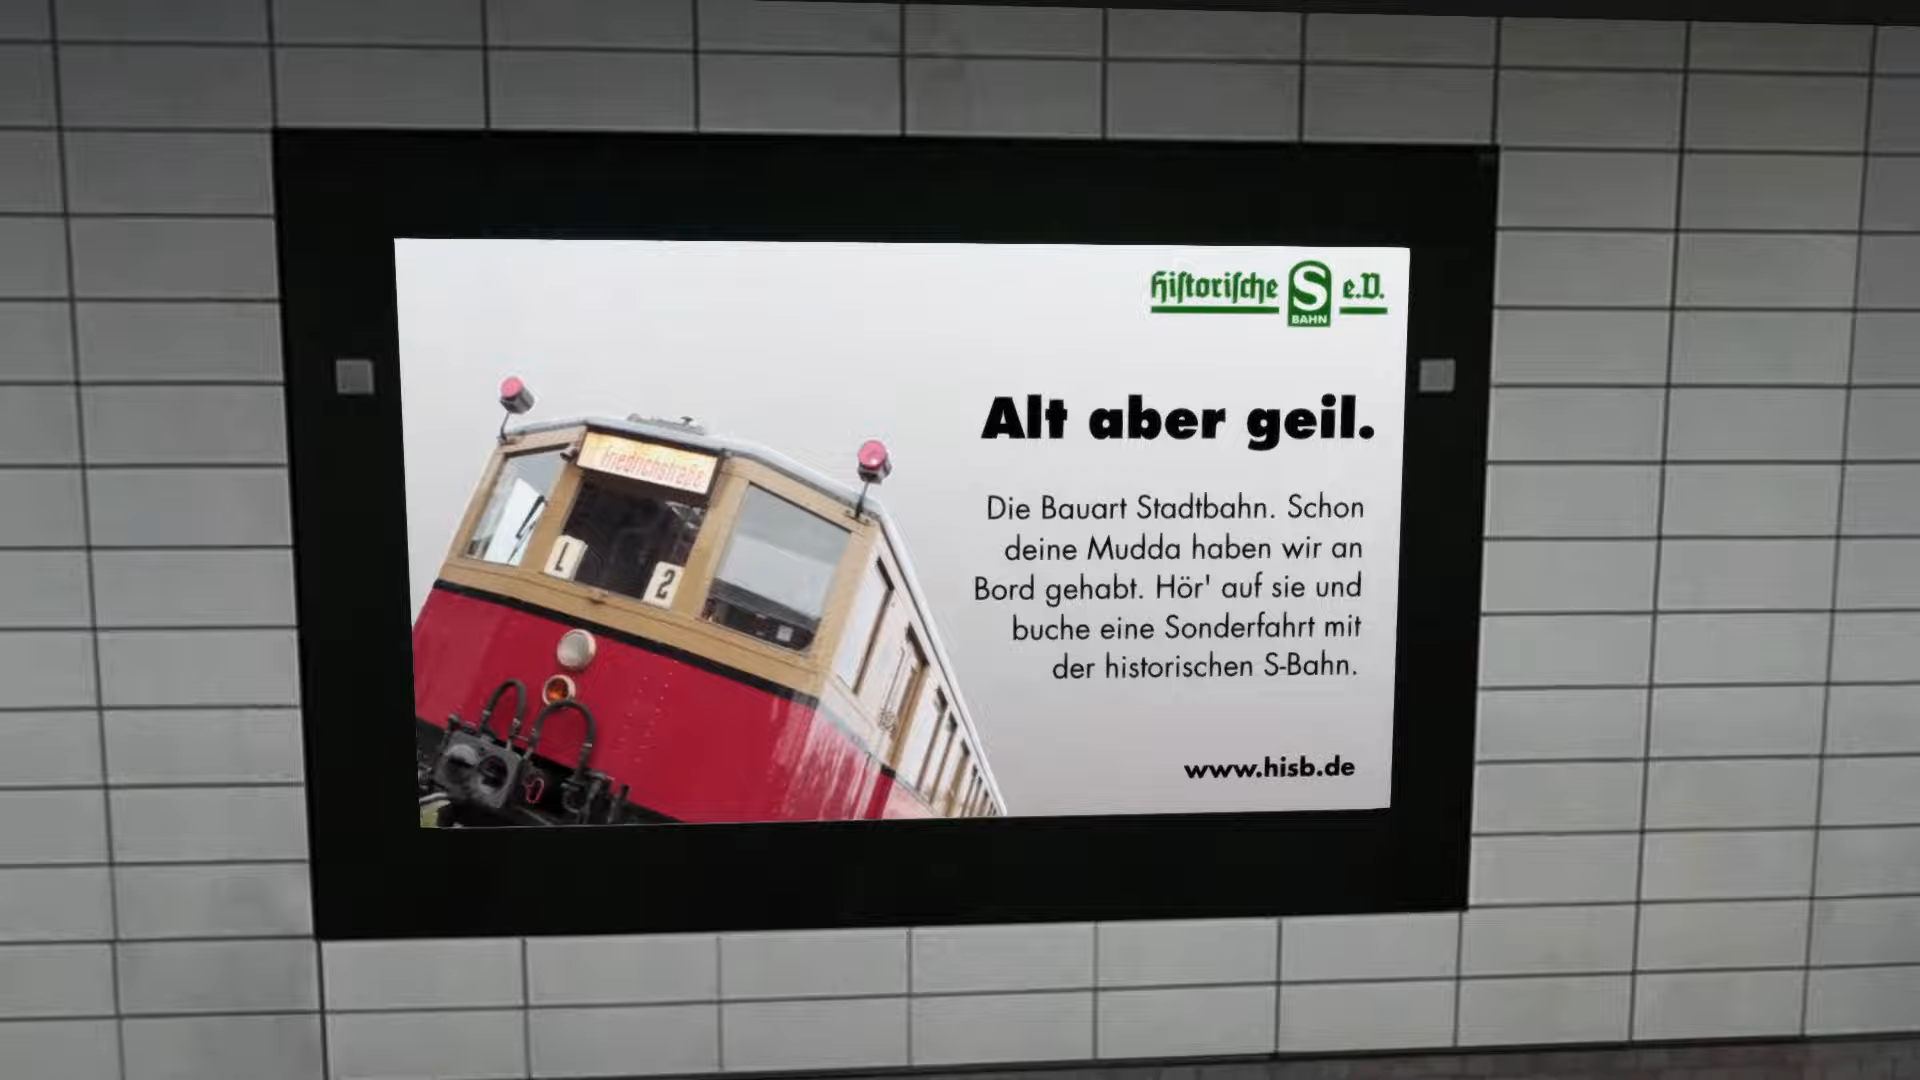 Hiſtoriſche S BAHN e.V.
Alt aber geil.
Friedrichstraße
L 2
Die Bauart Stadtbahn. Schon
deine Mudda haben wir an
Bord gehabt. Hör' auf sie und
buche eine Sonderfahrt mit
der historischen S-Bahn.
www.hisb.de